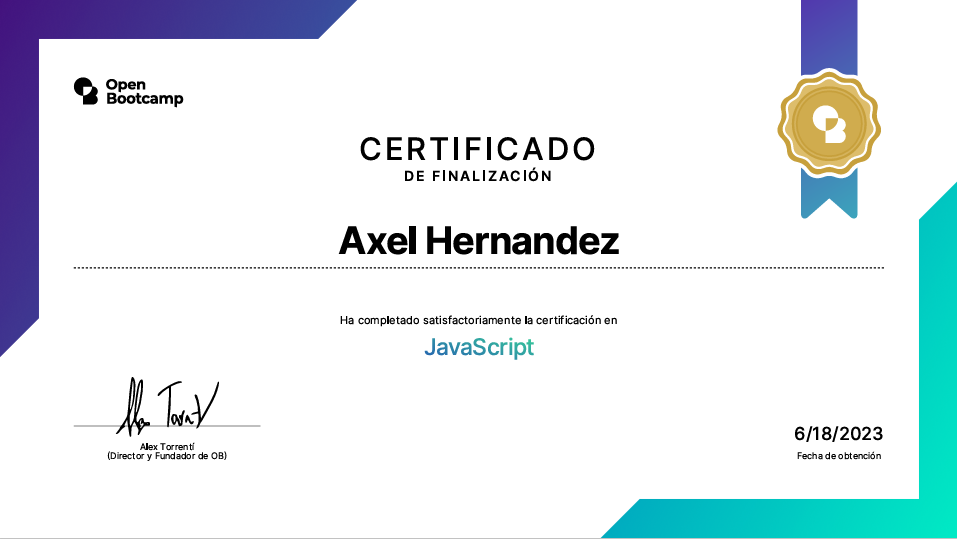 Open
Bootcamp
CERTIFICADO
DE FINALIZACIÓN
Axel Hernandez
Ha completado satisfactoriamente la certificación en
JavaScript
Alex Torrentí
(Director y Fundador de OB)
6/18/2023
Fecha de obtención